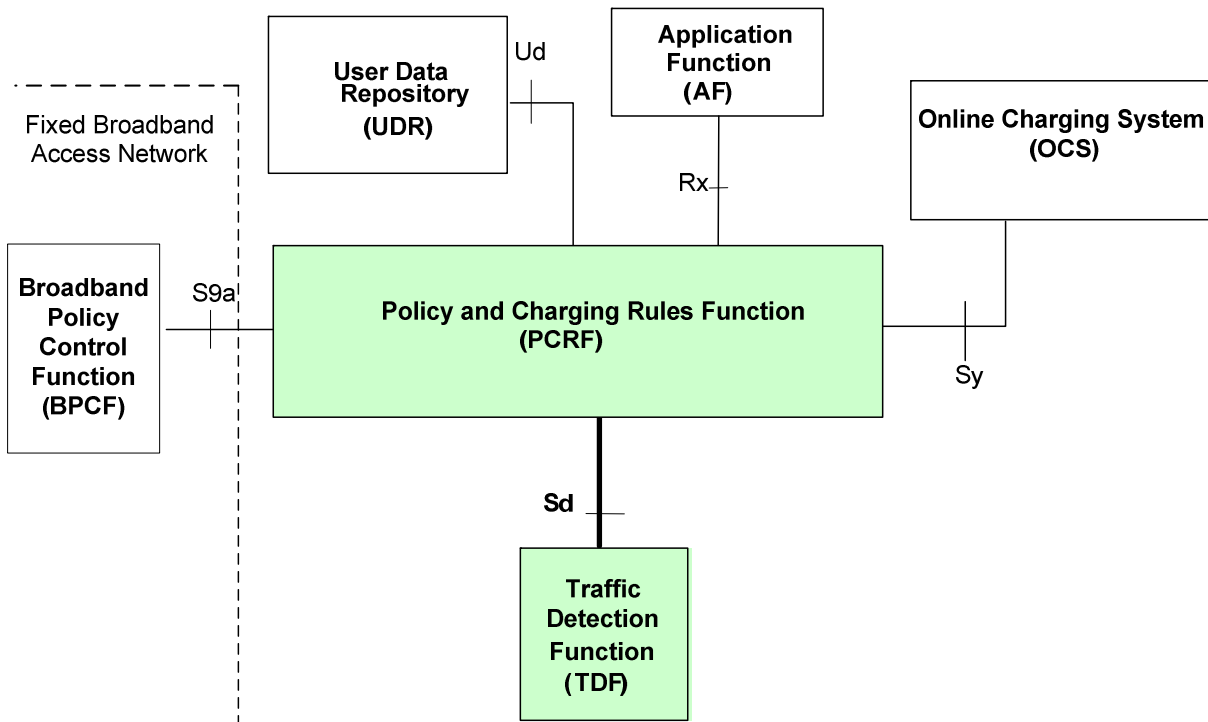 Ud
User Data
Repository
(UDR)
Application
Function
(AF)
Online Charging System
(OCS)
Fixed Broadband
Access Network
Rx
Broadband
Policy
Control
Function
(BPCF)
S9a
Policy and Charging Rules Function
(PCRF)
Sy
Sd
Traffic
Detection
Function
(TDF)